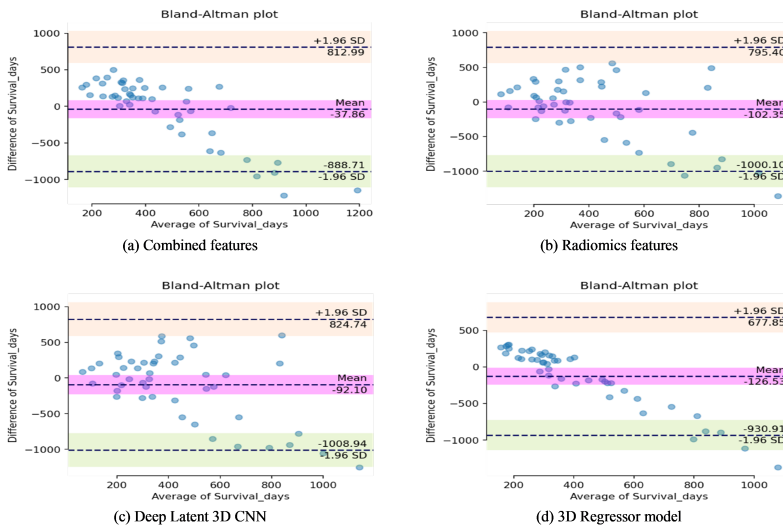 Bland-Altman plot
1000
500
0
−500
−1000
Difference of Survival_days
+1.96 SD
812.99
Mean
-37.86
-888.71
-1.96 SD
200 400 600 800 1000 1200
Average of Survival_days
(a) Combined features
Bland-Altman plot
1000
500
0
−500
−1000
Difference of Survival_days
+1.96 SD
795.40
Mean
-102.35
-1000.10
-1.96 SD
200 400 600 800 1000
Average of Survival_days
(b) Radiomics features
Bland-Altman plot
1000
500
0
−500
−1000
Difference of Survival_days
+1.96 SD
824.74
Mean
-92.10
-1008.94
-1.96 SD
200 400 600 800 1000
Average of Survival_days
(c) Deep Latent 3D CNN
Bland-Altman plot
500
0
−500
−1000
Difference of Survival_days
+1.96 SD
677.85
Mean
-126.53
-930.91
-1.96 SD
200 400 600 800 1000
Average of Survival_days
(d) 3D Regressor model